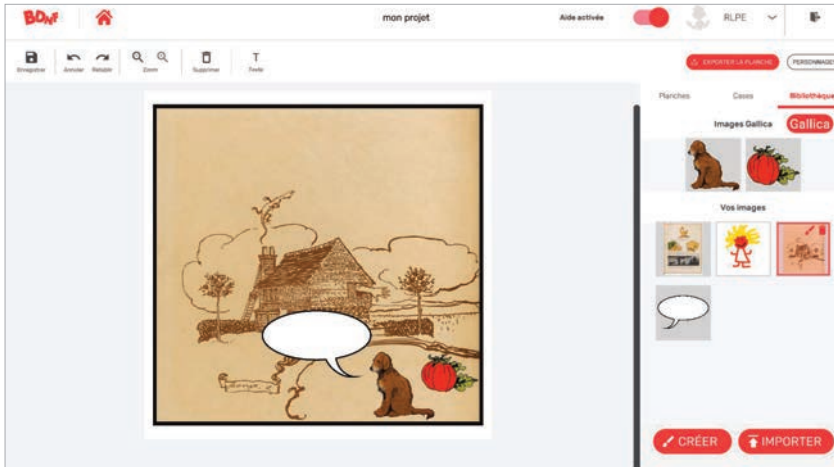 BDnF
mon projet
Aide activée
RLPE
Enregistrer
Annuler
Rétablir
Zoom
Supprimer
T
Texte
EXPORTER LA PLANCHE
PERSONNAGES
Planches
Cases
Bibliothèque
Images Gallica
Gallica
Vos images
CRÉER
IMPORTER